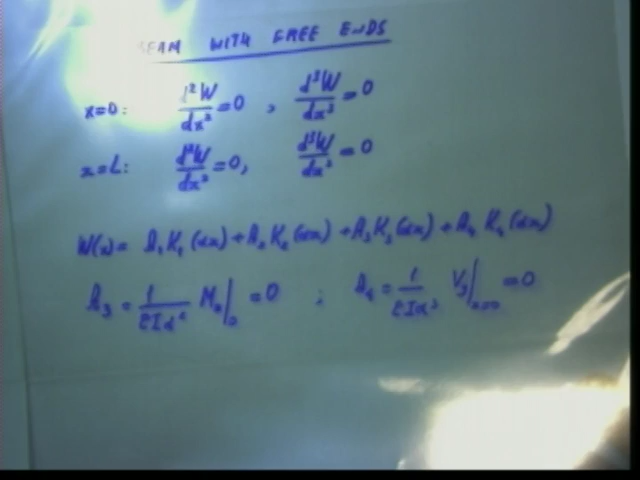 BEAM WITH FREE ENDS
x=0: d²W/dx² = 0 , d³W/dx³ = 0
x=L: d²W/dx² = 0, d³W/dx³ = 0
W(x) = A₁K₁(αx) + A₂K₂(αx) + A₃K₃(αx) + A₄K₄(αx)
A₃ = 1/EIα² M₀|₀ = 0 ; A₄ = 1/EIα³ Vy|x=0 = 0